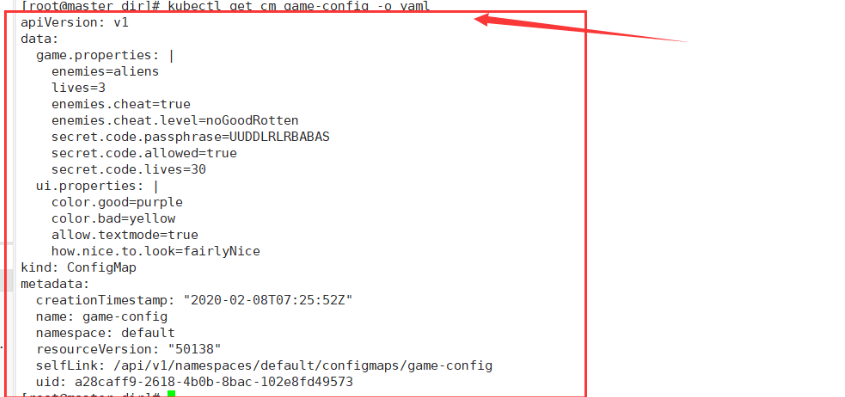 [root@master dir]# kubectl get cm game-config -o yaml
apiVersion: v1
data:
  game.properties: |
    enemies=aliens
    lives=3
    enemies.cheat=true
    enemies.cheat.level=noGoodRotten
    secret.code.passphrase=UUDDLRLRBABAS
    secret.code.allowed=true
    secret.code.lives=30
  ui.properties: |
    color.good=purple
    color.bad=yellow
    allow.textmode=true
    how.nice.to.look=fairlyNice
kind: ConfigMap
metadata:
  creationTimestamp: "2020-02-08T07:25:52Z"
  name: game-config
  namespace: default
  resourceVersion: "50138"
  selfLink: /api/v1/namespaces/default/configmaps/game-config
  uid: a28caff9-2618-4b0b-8bac-102e8fd49573
[root@master dir]#